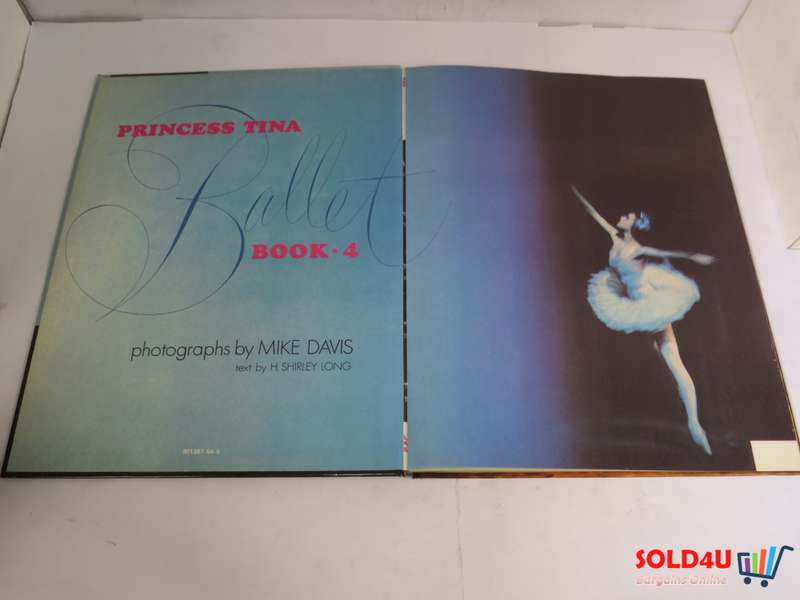 PRINCESS TINA
Ballet
BOOK · 4
photographs by MIKE DAVIS
text by H. SHIRLEY LONG
SOLD4U
Bargains Online